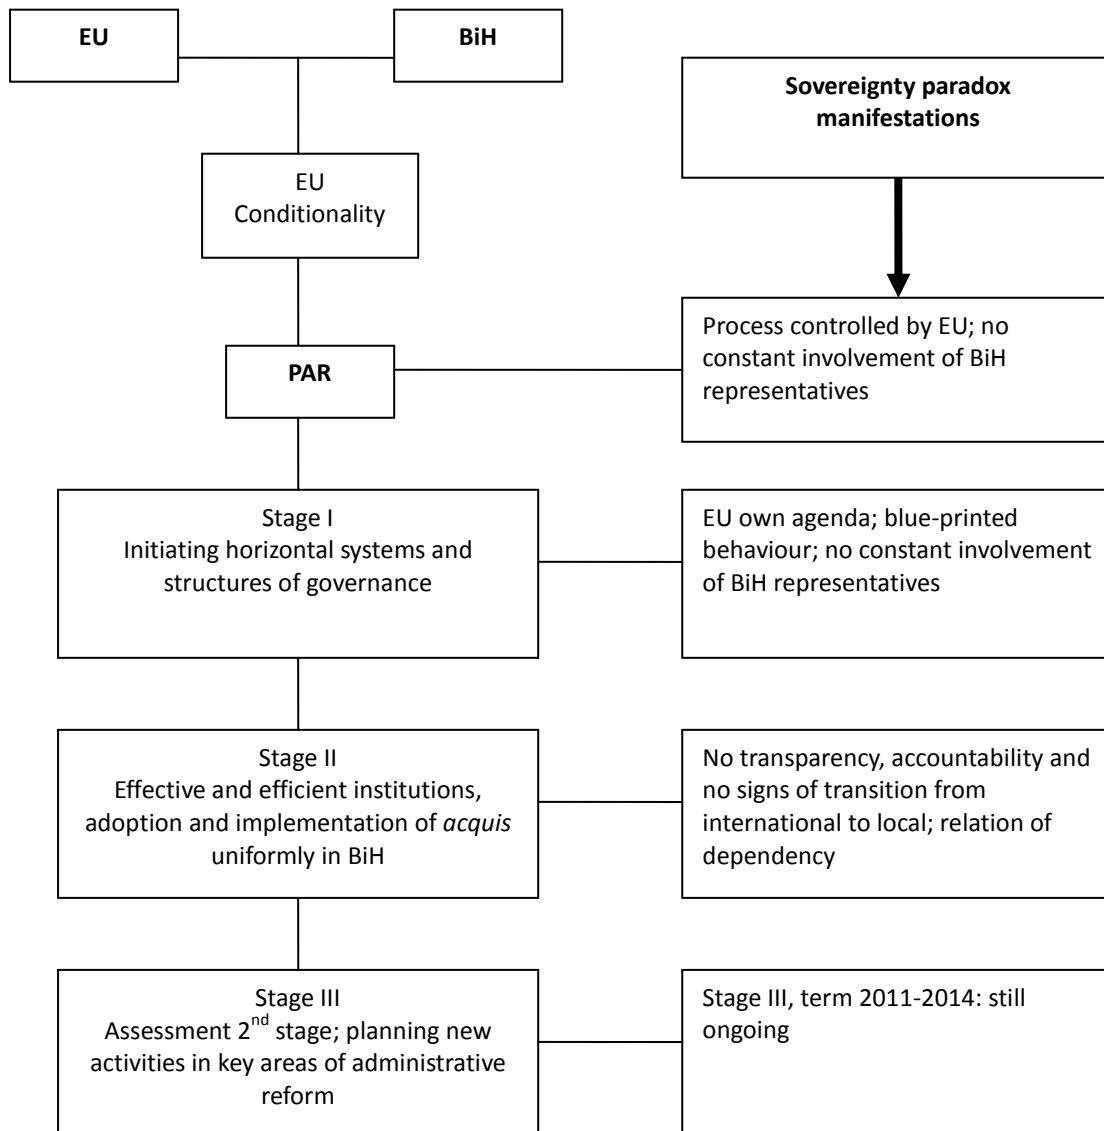 EU
BiH
Sovereignty paradox
manifestations
EU
Conditionality
Process controlled by EU; no
constant involvement of BiH
representatives
PAR
Stage I
Initiating horizontal systems and
structures of governance
EU own agenda; blue-printed
behaviour; no constant involvement
of BiH representatives
Stage II
Effective and efficient institutions,
adoption and implementation of acquis
uniformly in BiH
No transparency, accountability and
no signs of transition from
international to local; relation of
dependency
Stage III
Assessment 2nd stage; planning new
activities in key areas of administrative
reform
Stage III, term 2011-2014: still
ongoing